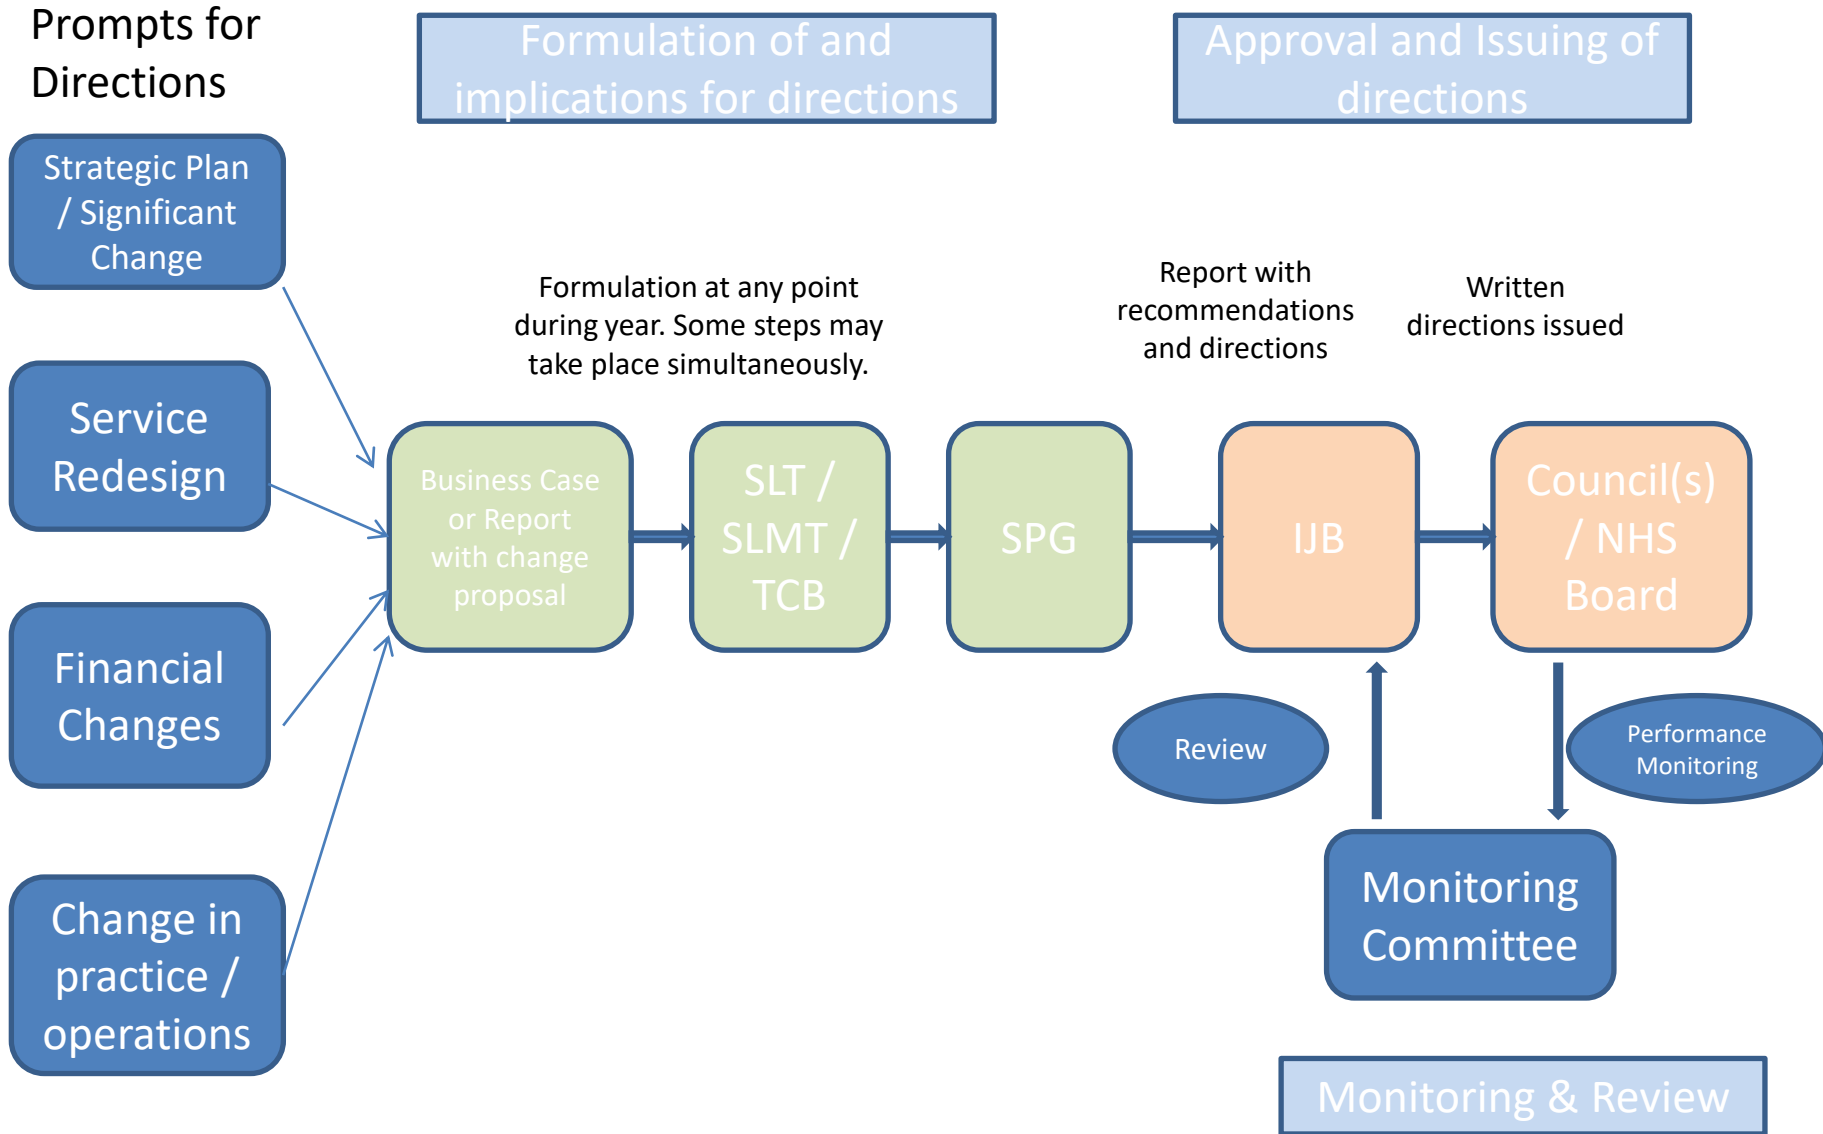 Prompts for
Directions
Formulation of and
implications for directions
Approval and Issuing of
directions
Strategic Plan
/ Significant
Change
Service
Redesign
Financial
Changes
Change in
practice /
operations
Formulation at any point
during year. Some steps may
take place simultaneously.
Report with
recommendations
and directions
Written
directions issued
Business Case
or Report
with change
proposal
SLT /
SLMT /
TCB
SPG
IJB
Council(s)
/ NHS
Board
Review
Performance
Monitoring
Monitoring
Committee
Monitoring & Review